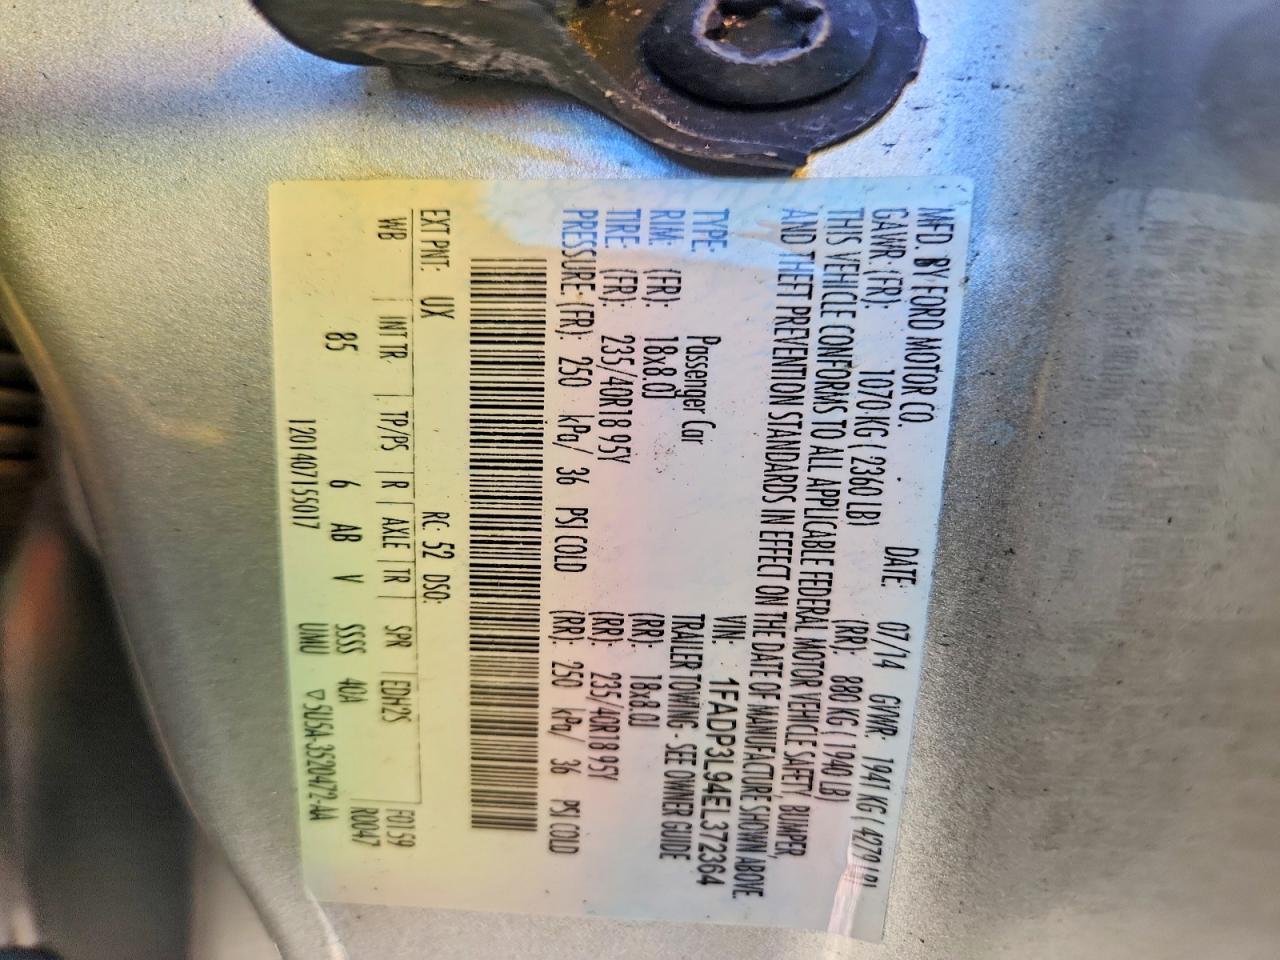 MFD. BY FORD MOTOR CO. DATE: 07/14 GVWR: 1941 KG ( 4279 LB)
GAWR: (FR): 1070 KG ( 2360 LB) (RR): 880 KG ( 1940 LB)
THIS VEHICLE CONFORMS TO ALL APPLICABLE FEDERAL MOTOR VEHICLE SAFETY, BUMPER,
AND THEFT PREVENTION STANDARDS IN EFFECT ON THE DATE OF MANUFACTURE SHOWN ABOVE.
VIN: 1FADP3L94EL372364
TYPE: Passenger Car TRAILER TOWING - SEE OWNER GUIDE
RIM: (FR): 18x8.0J (RR): 18x8.0J
TIRE: (FR): 235/40R18 95Y (RR): 235/40R18 95Y
PRESSURE (FR): 250 kPa/ 36 PSI COLD (RR): 250 kPa/ 36 PSI COLD
EXT PNT: UX RC: 52 DSO: F0159
WB INT TR TP/PS R AXLE TR SPR EDH2S R0047
85 6 AB V SSSS 40A
120140715501​7 UMU ▽5U5A-3520472-AA